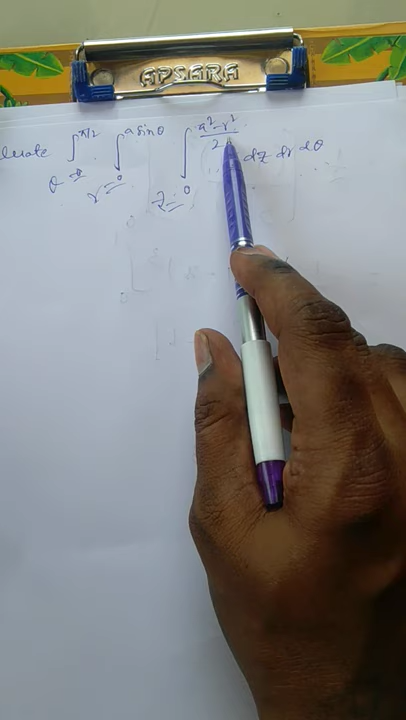 APSARA
luate ∫ π/2 ∫ a sinθ ∫ a²-r² / 2 dz dr dθ
θ=0 r=0 z=0